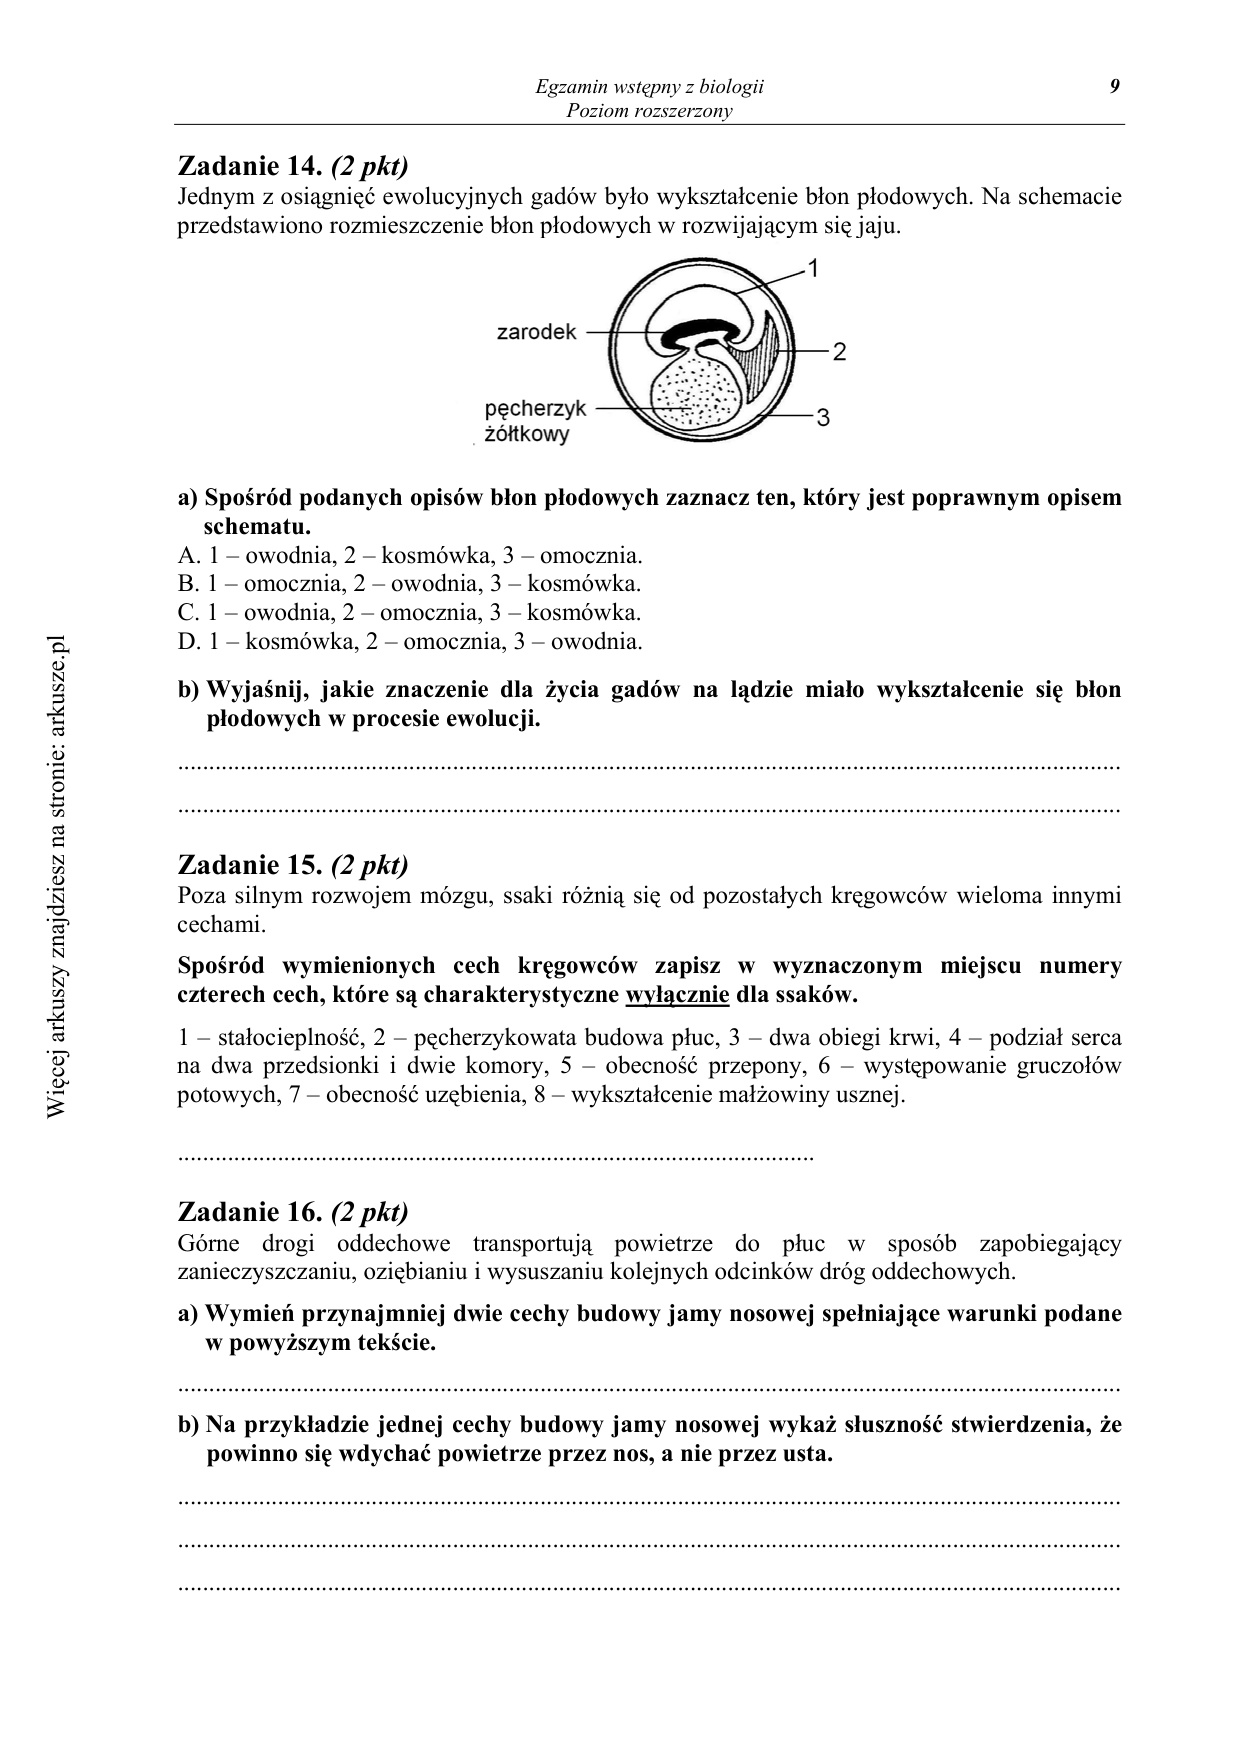 Egzamin wstępny z biologii
Poziom rozszerzony
9
Zadanie 14. (2 pkt)
Jednym z osiągnięć ewolucyjnych gadów było wykształcenie błon płodowych. Na schemacie
przedstawiono rozmieszczenie błon płodowych w rozwijającym się jaju.
1
zarodek
2
pęcherzyk
żółtkowy
3
a) Spośród podanych opisów błon płodowych zaznacz ten, który jest poprawnym opisem
schematu.
A. 1 – owodnia, 2 – kosmówka, 3 – omocznia.
B. 1 – omocznia, 2 – owodnia, 3 – kosmówka.
C. 1 – owodnia, 2 – omocznia, 3 – kosmówka.
D. 1 – kosmówka, 2 – omocznia, 3 – owodnia.
b) Wyjaśnij, jakie znaczenie dla życia gadów na lądzie miało wykształcenie się błon
płodowych w procesie ewolucji.
Zadanie 15. (2 pkt)
Poza silnym rozwojem mózgu, ssaki różnią się od pozostałych kręgowców wieloma innymi
cechami.
Spośród wymienionych cech kręgowców zapisz w wyznaczonym miejscu numery
czterech cech, które są charakterystyczne wyłącznie dla ssaków.
1 – stałocieplność, 2 – pęcherzykowata budowa płuc, 3 – dwa obiegi krwi, 4 – podział serca
na dwa przedsionki i dwie komory, 5 – obecność przepony, 6 – występowanie gruczołów
potowych, 7 – obecność uzębienia, 8 – wykształcenie małżowiny usznej.
Zadanie 16. (2 pkt)
Górne drogi oddechowe transportują powietrze do płuc w sposób zapobiegający
zanieczyszczaniu, oziębianiu i wysuszaniu kolejnych odcinków dróg oddechowych.
a) Wymień przynajmniej dwie cechy budowy jamy nosowej spełniające warunki podane
w powyższym tekście.
b) Na przykładzie jednej cechy budowy jamy nosowej wykaż słuszność stwierdzenia, że
powinno się wdychać powietrze przez nos, a nie przez usta.
Więcej arkuszy znajdziesz na stronie: arkusze.pl